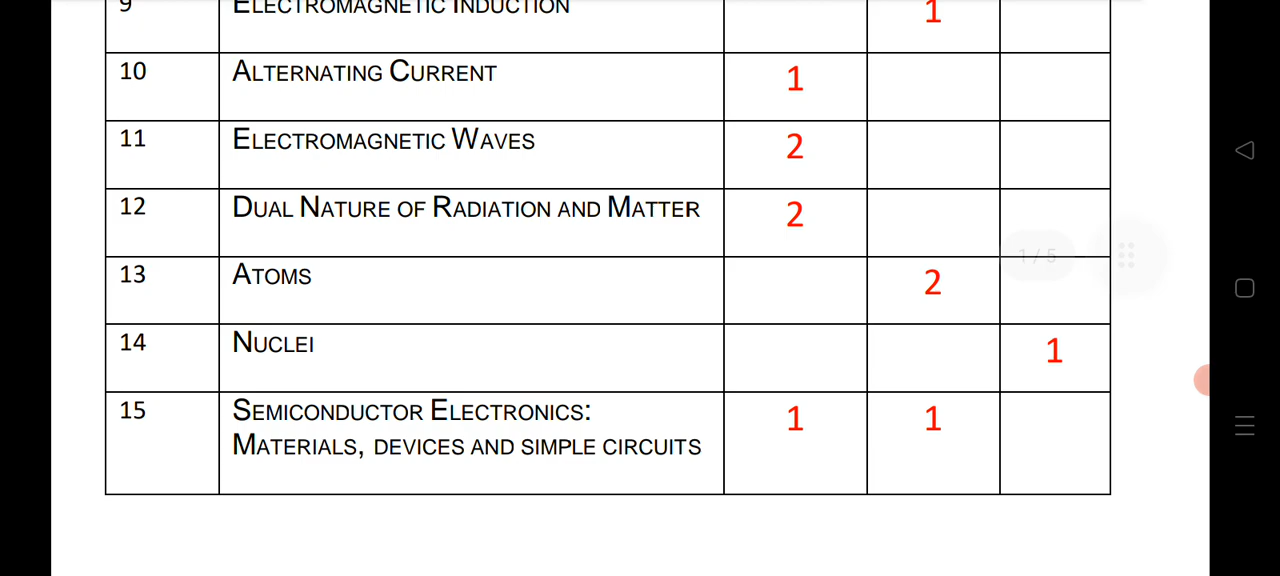 9 ELECTROMAGNETIC INDUCTION 1
10 ALTERNATING CURRENT 1
11 ELECTROMAGNETIC WAVES 2
12 DUAL NATURE OF RADIATION AND MATTER 2
13 ATOMS 2
14 NUCLEI 1
15 SEMICONDUCTOR ELECTRONICS: 1 1
MATERIALS, DEVICES AND SIMPLE CIRCUITS
1 / 5